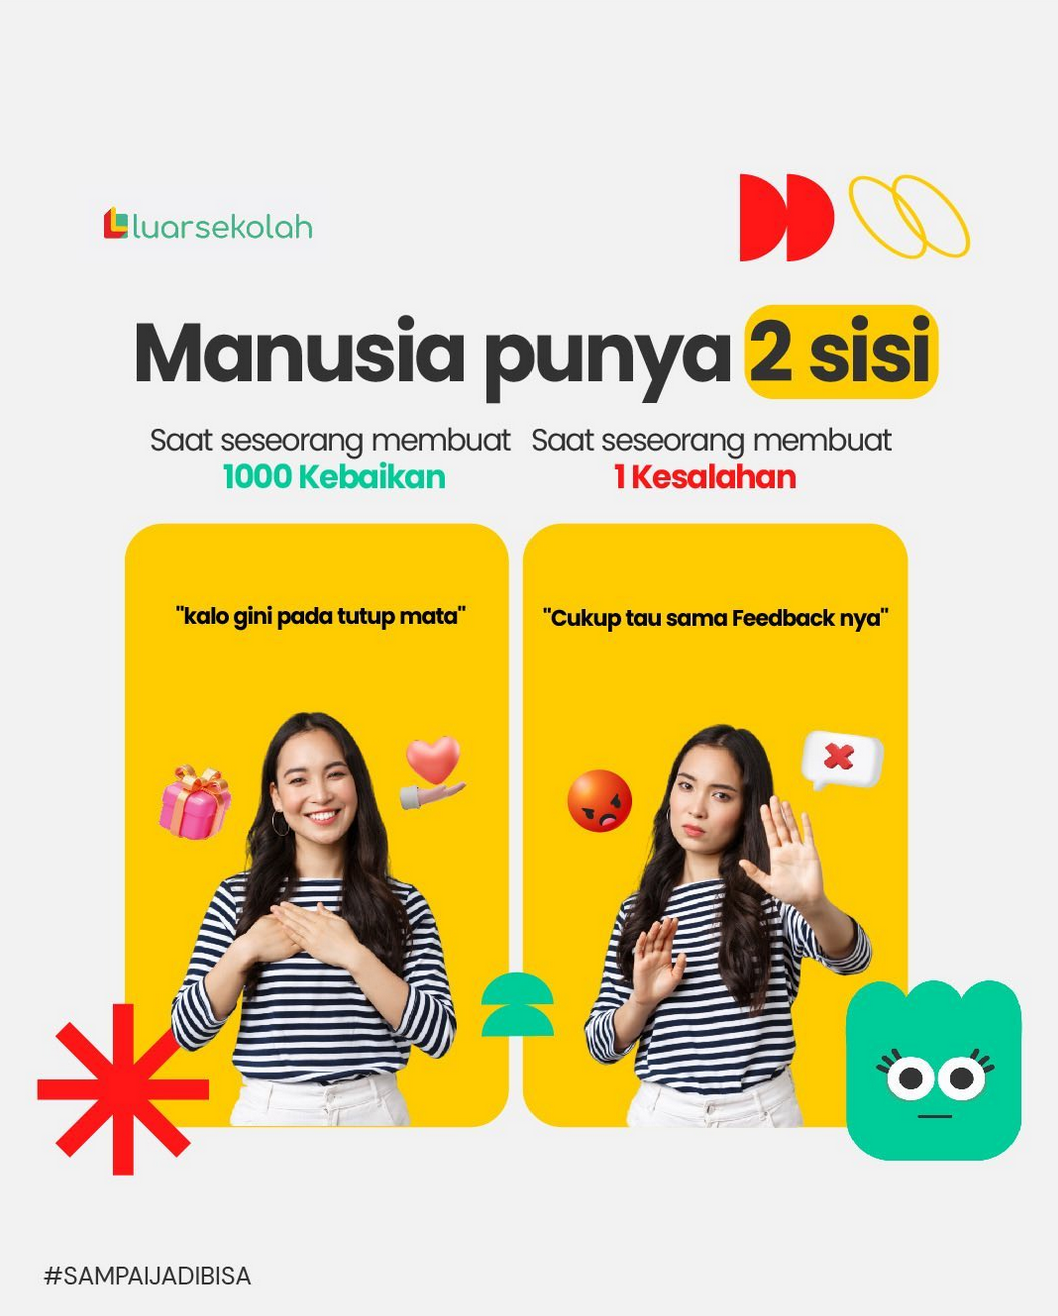 luarsekolah
Manusia punya 2 sisi
Saat seseorang membuat
1000 Kebaikan
Saat seseorang membuat
1 Kesalahan
"kalo gini pada tutup mata"
"Cukup tau sama Feedback nya"
#SAMPAIJADIBISA